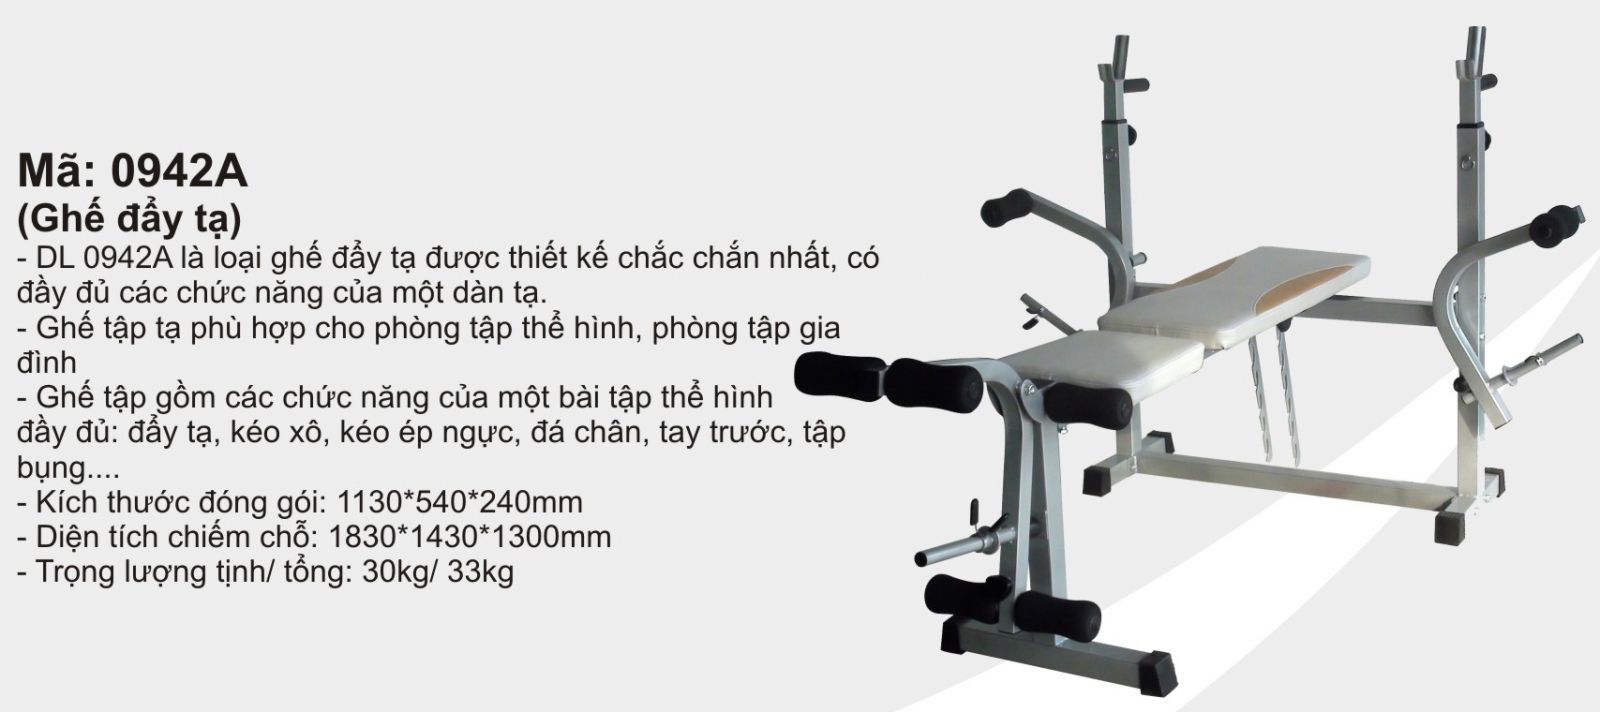 Mã: 0942A
(Ghế đẩy tạ)
- DL 0942A là loại ghế đẩy tạ được thiết kế chắc chắn nhất, có
đầy đủ các chức năng của một dàn tạ.
- Ghế tập tạ phù hợp cho phòng tập thể hình, phòng tập gia
đình
- Ghế tập gồm các chức năng của một bài tập thể hình
đầy đủ: đẩy tạ, kéo xô, kéo ép ngực, đá chân, tay trước, tập
bụng....
- Kích thước đóng gói: 1130*540*240mm
- Diện tích chiếm chỗ: 1830*1430*1300mm
- Trọng lượng tịnh/ tổng: 30kg/ 33kg